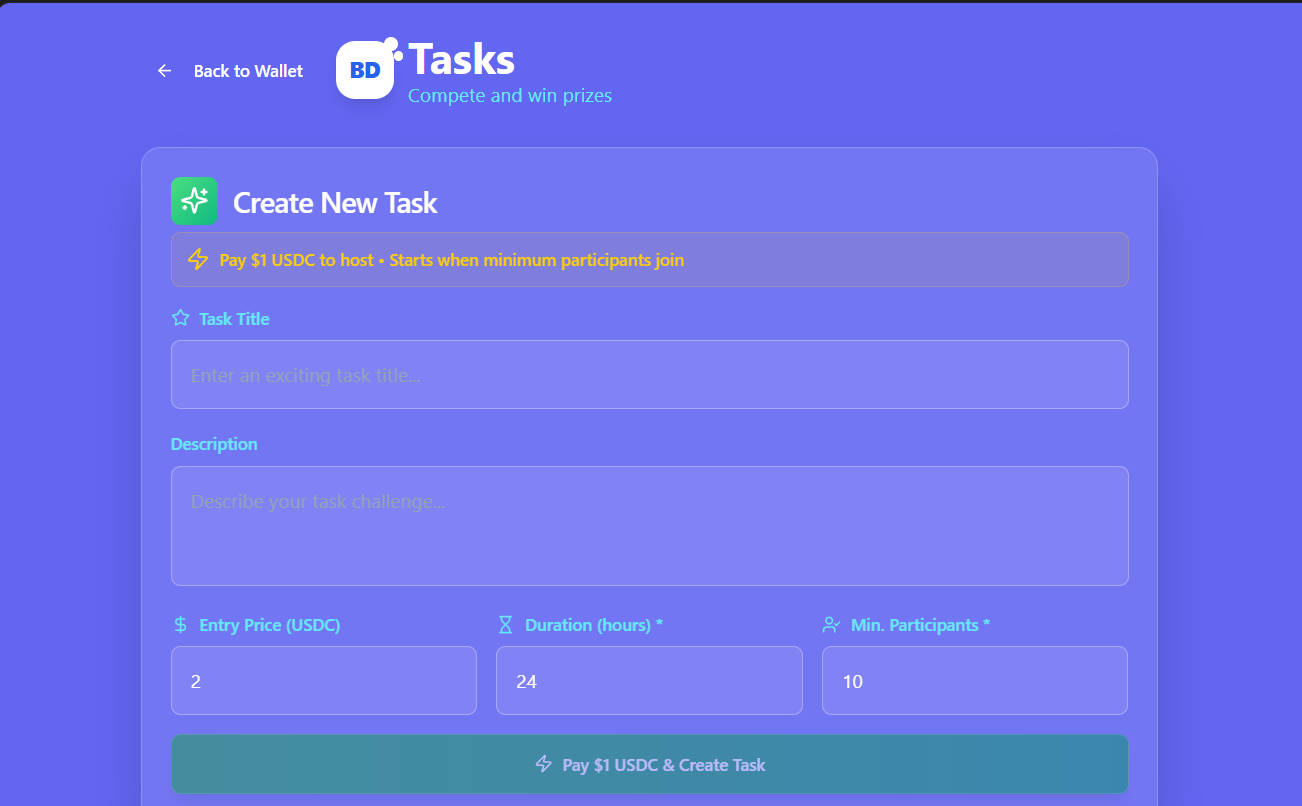 Back to Wallet
BD
Tasks
Compete and win prizes
Create New Task
Pay $1 USDC to host • Starts when minimum participants join
Task Title
Enter an exciting task title...
Description
Describe your task challenge...
Entry Price (USDC)
Duration (hours) *
Min. Participants *
2
24
10
Pay $1 USDC & Create Task